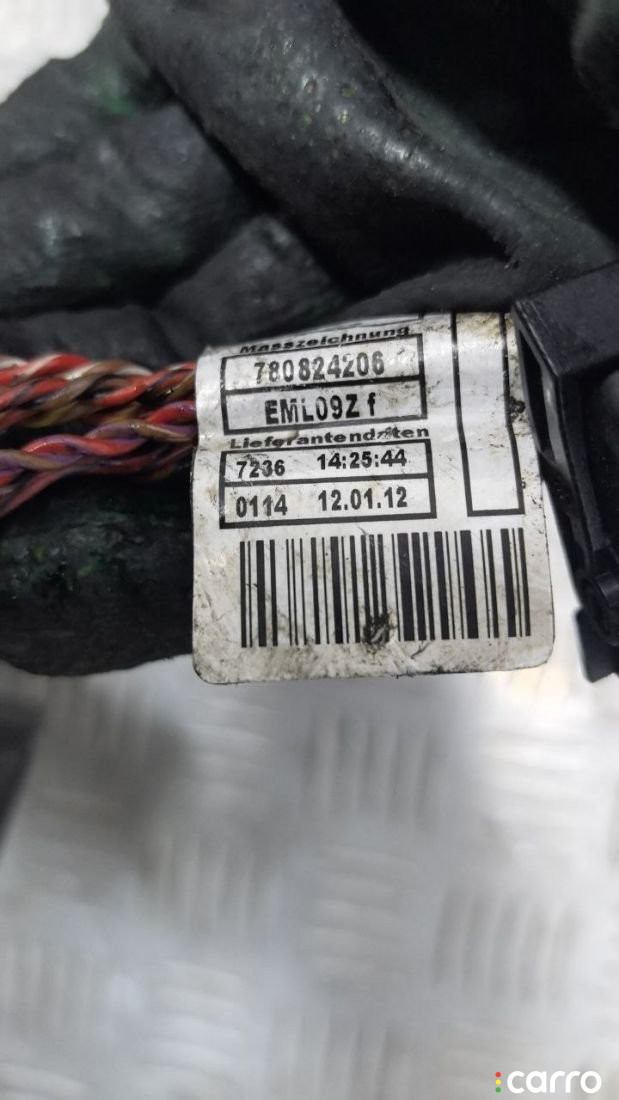 Masszeichnung
780824206
EML09Z f
Lieferantendaten
7236 14:25:44
0114 12.01.12
carro